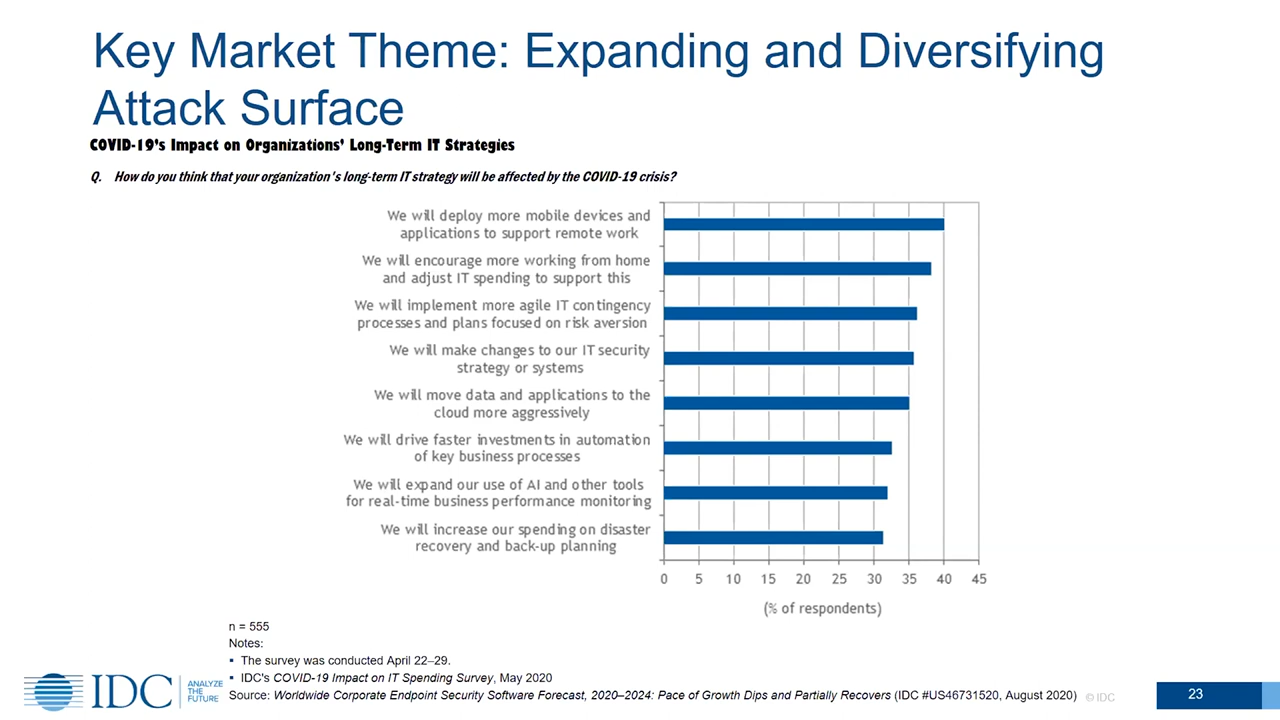 Key Market Theme: Expanding and Diversifying
Attack Surface
COVID-19's Impact on Organizations' Long-Term IT Strategies
Q. How do you think that your organization's long-term IT strategy will be affected by the COVID-19 crisis?
We will deploy more mobile devices and
applications to support remote work
We will encourage more working from home
and adjust IT spending to support this
We will implement more agile IT contingency
processes and plans focused on risk aversion
We will make changes to our IT security
strategy or systems
We will move data and applications to the
cloud more aggressively
We will drive faster investments in automation
of key business processes
We will expand our use of AI and other tools
for real-time business performance monitoring
We will increase our spending on disaster
recovery and back-up planning
0 5 10 15 20 25 30 35 40 45
(% of respondents)
n = 555
Notes:
▪ The survey was conducted April 22–29.
▪ IDC's COVID-19 Impact on IT Spending Survey, May 2020
Source: Worldwide Corporate Endpoint Security Software Forecast, 2020–2024: Pace of Growth Dips and Partially Recovers (IDC #US46731520, August 2020)
IDC
ANALYZE
THE
FUTURE
© IDC
23